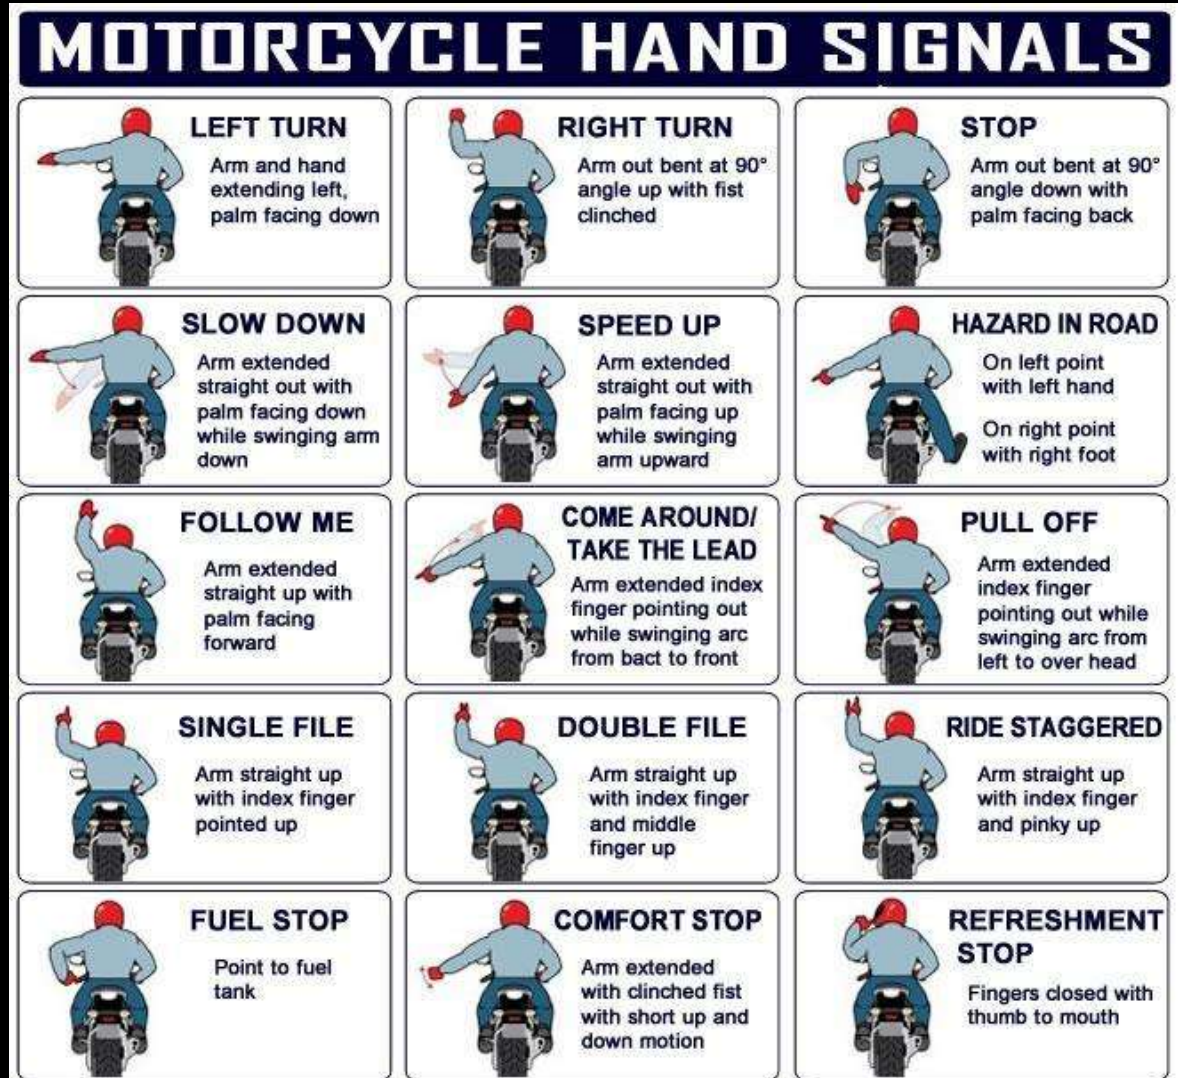 MOTORCYCLE HAND SIGNALS
LEFT TURN
Arm and hand
extending left,
palm facing down
RIGHT TURN
Arm out bent at 90°
angle up with fist
clinched
STOP
Arm out bent at 90°
angle down with
palm facing back
SLOW DOWN
Arm extended
straight out with
palm facing down
while swinging arm
down
SPEED UP
Arm extended
straight out with
palm facing up
while swinging
arm upward
HAZARD IN ROAD
On left point
with left hand
On right point
with right foot
FOLLOW ME
Arm extended
straight up with
palm facing
forward
COME AROUND/
TAKE THE LEAD
Arm extended index
finger pointing out
while swinging arc
from bact to front
PULL OFF
Arm extended
index finger
pointing out while
swinging arc from
left to over head
SINGLE FILE
Arm straight up
with index finger
pointed up
DOUBLE FILE
Arm straight up
with index finger
and middle
finger up
RIDE STAGGERED
Arm straight up
with index finger
and pinky up
FUEL STOP
Point to fuel
tank
COMFORT STOP
Arm extended
with clinched fist
with short up and
down motion
REFRESHMENT
STOP
Fingers closed with
thumb to mouth